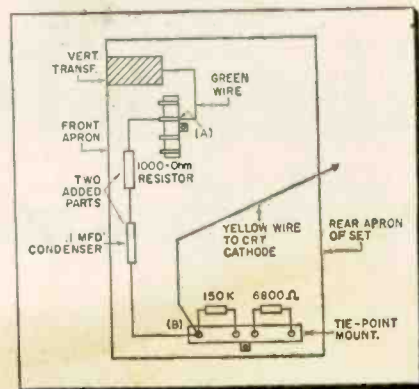 VERT.
TRANSF.
GREEN
WIRE
(A)
FRONT
APRON
1000-Ohm
RESISTOR
TWO
ADDED
PARTS
.1 MFD
CONDENSER
YELLOW WIRE
TO CRT
CATHODE
REAR APRON
OF SET
150K
6800Ω
(B)
TIE-POINT
MOUNT.